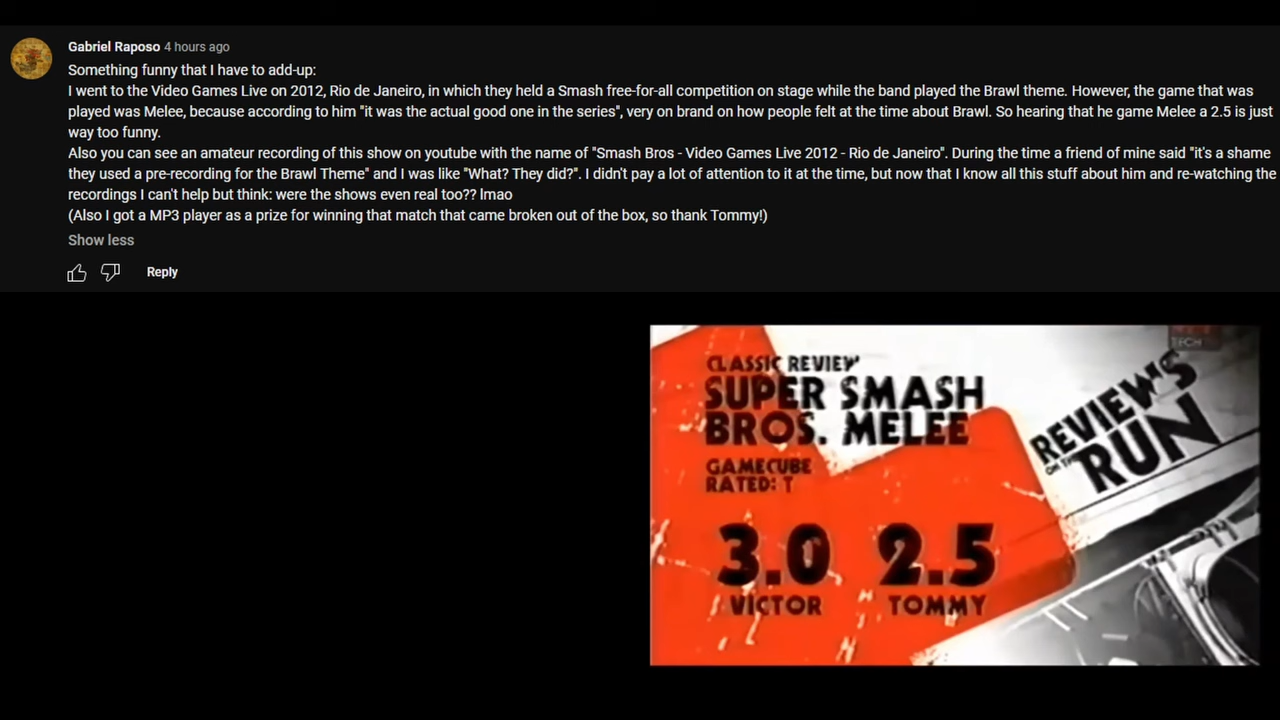 Gabriel Raposo 4 hours ago
Something funny that I have to add-up:
I went to the Video Games Live on 2012, Rio de Janeiro, in which they held a Smash free-for-all competition on stage while the band played the Brawl theme. However, the game that was
played was Melee, because according to him "it was the actual good one in the series", very on brand on how people felt at the time about Brawl. So hearing that he game Melee a 2.5 is just
way too funny.
Also you can see an amateur recording of this show on youtube with the name of "Smash Bros - Video Games Live 2012 - Rio de Janeiro". During the time a friend of mine said "it's a shame
they used a pre-recording for the Brawl Theme" and I was like "What? They did?". I didn't pay a lot of attention to it at the time, but now that I know all this stuff about him and re-watching the
recordings I can't help but think: were the shows even real too?? lmao
(Also I got a MP3 player as a prize for winning that match that came broken out of the box, so thank Tommy!)
Show less
Reply
TECH
CLASSIC REVIEW
SUPER SMASH
BROS. MELEE
REVIEWS
ON THE
RUN
GAMECUBE
RATED: T
3.0 2.5
VICTOR TOMMY